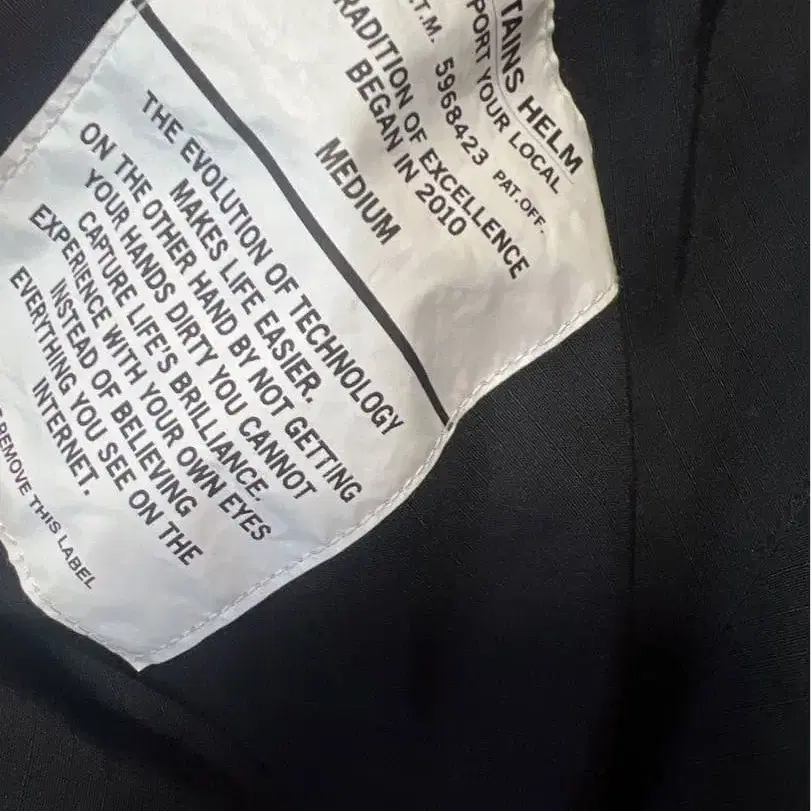 TAINS HELM
PORT YOUR LOCAL
T.M. 5968423 PAT.OFF.
RADITION OF EXCELLENCE
BEGAN IN 2010
MEDIUM
THE EVOLUTION OF TECHNOLOGY
MAKES LIFE EASIER.
ON THE OTHER HAND BY NOT GETTING
YOUR HANDS DIRTY YOU CANNOT
CAPTURE LIFE'S BRILLIANCE.
EXPERIENCE WITH YOUR OWN EYES
INSTEAD OF BELIEVING
EVERYTHING YOU SEE ON THE
INTERNET.
REMOVE THIS LABEL